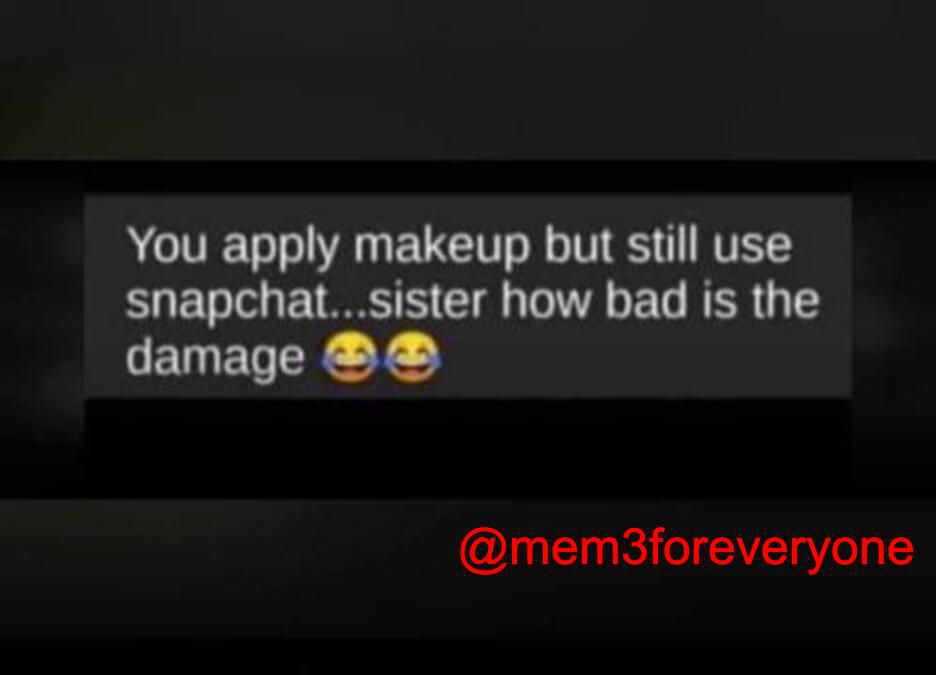 You apply makeup but still use
snapchat...sister how bad is the
damage 😂😂
@mem3foreveryone